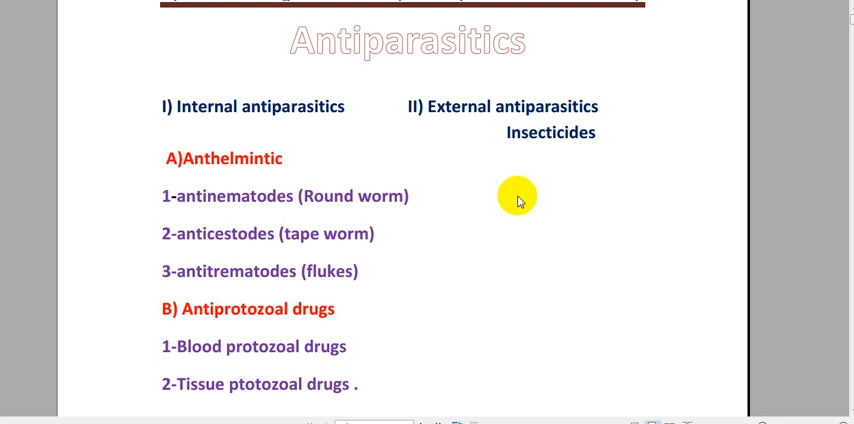 Antiparasitics
I) Internal antiparasitics II) External antiparasitics
Insecticides
A)Anthelmintic
1-antinematodes (Round worm)
2-anticestodes (tape worm)
3-antitrematodes (flukes)
B) Antiprotozoal drugs
1-Blood protozoal drugs
2-Tissue ptotozoal drugs .